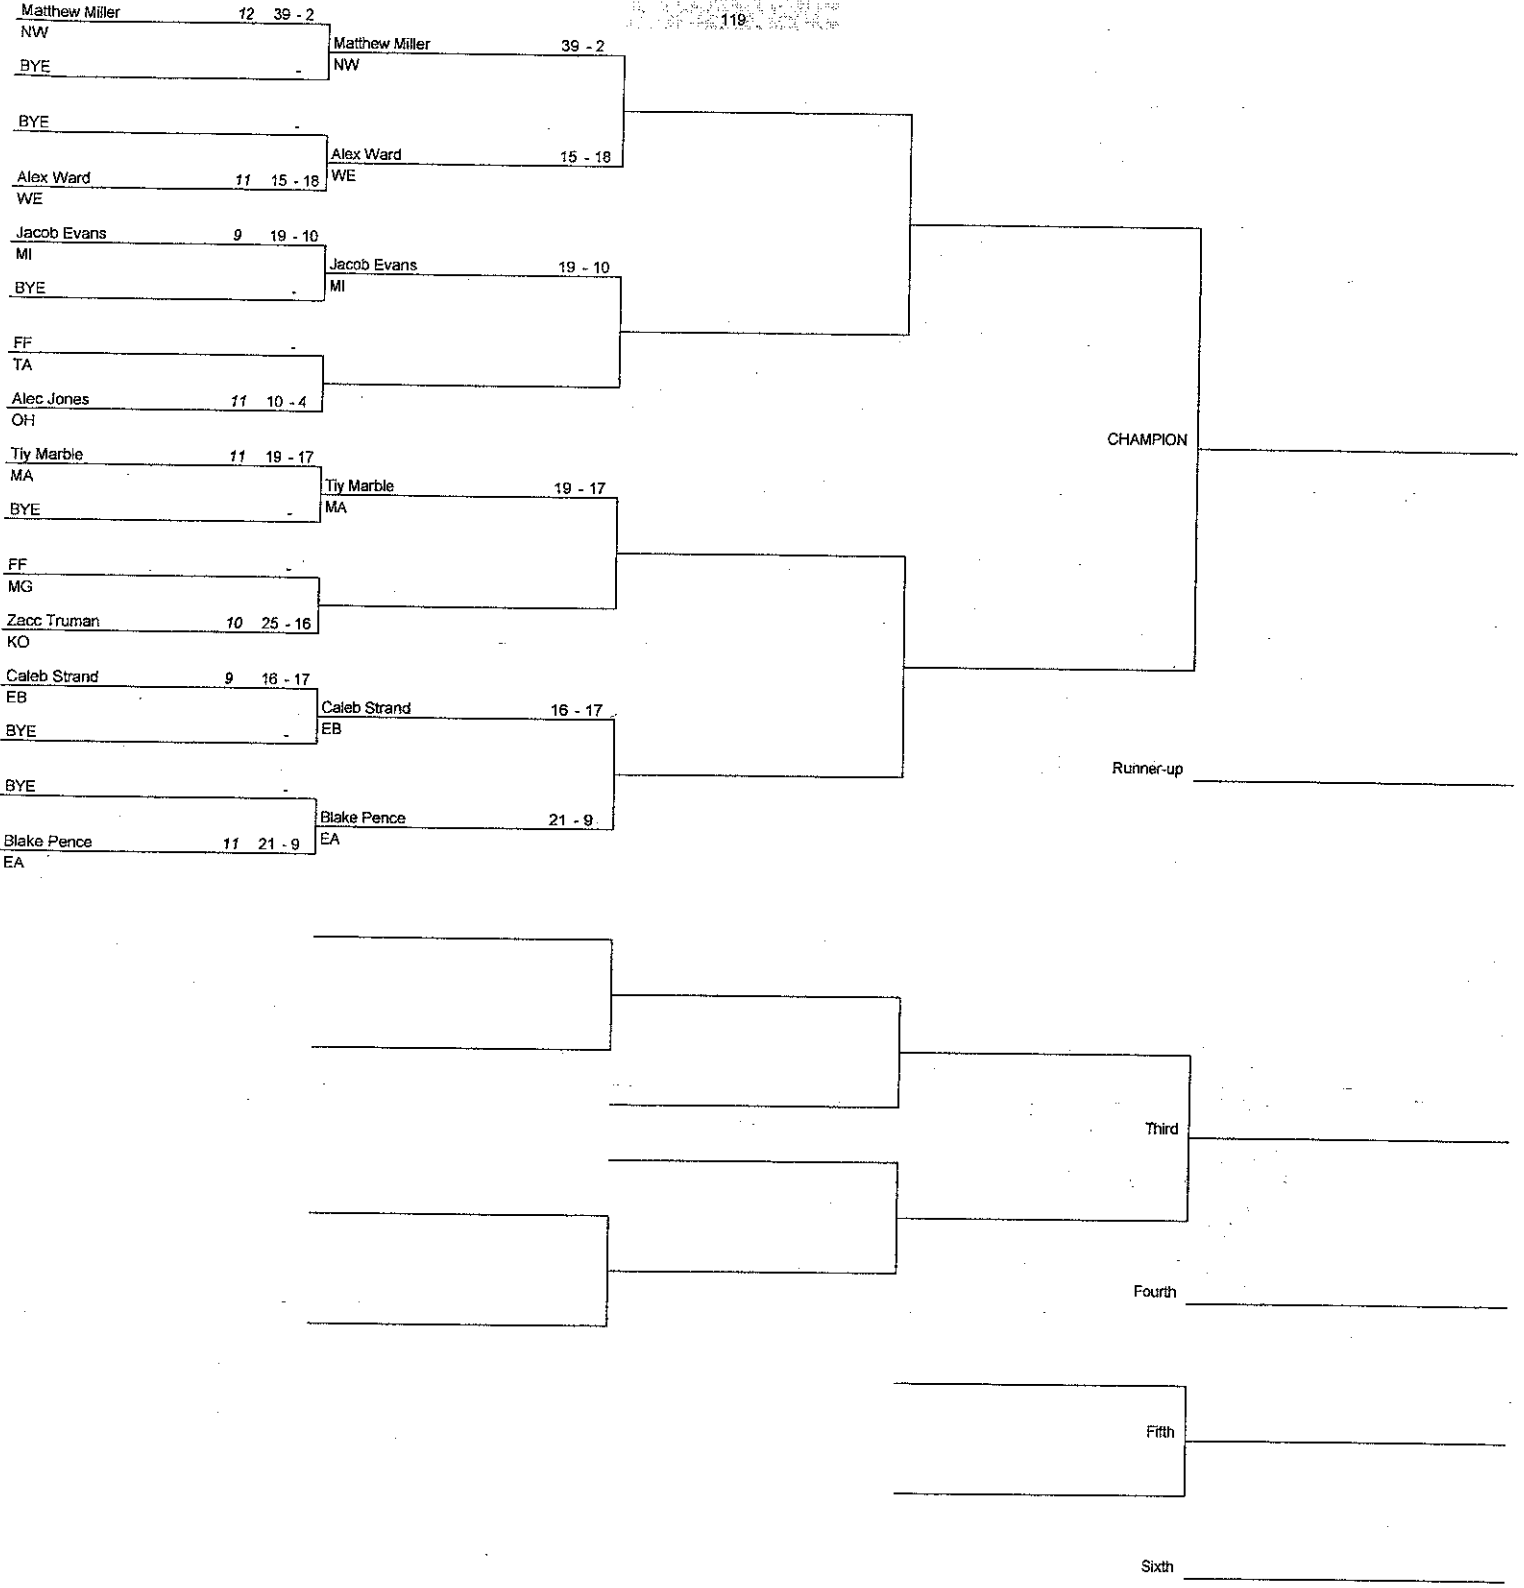 119
Matthew Miller 12 39 - 2
NW
BYE -
Matthew Miller 39 - 2
NW
BYE -
Alex Ward 11 15 - 18
WE
Alex Ward 15 - 18
WE
Jacob Evans 9 19 - 10
MI
BYE -
Jacob Evans 19 - 10
MI
FF -
TA
Alec Jones 11 10 - 4
OH
Tiy Marble 11 19 - 17
MA
BYE -
Tiy Marble 19 - 17
MA
FF -
MG
Zacc Truman 10 25 - 16
KO
Caleb Strand 9 16 - 17
EB
BYE -
Caleb Strand 16 - 17
EB
BYE -
Blake Pence 11 21 - 9
EA
Blake Pence 21 - 9
EA
CHAMPION
Runner-up
Third
Fourth
Fifth
Sixth